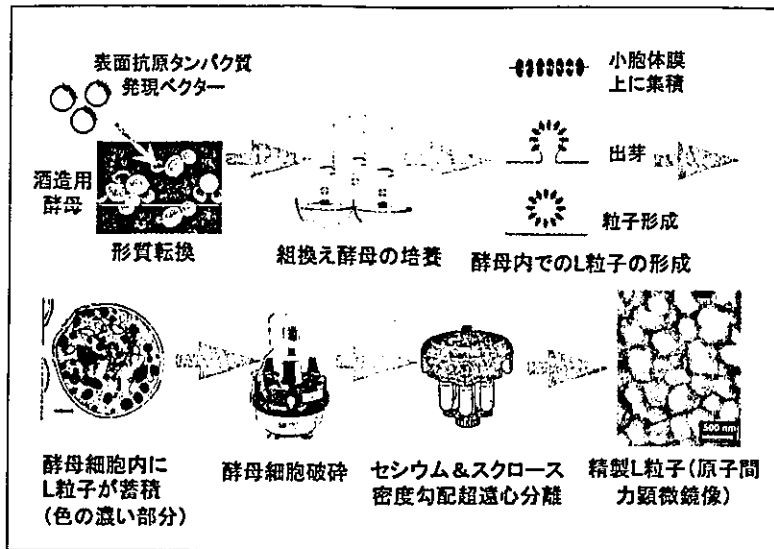 表面抗原タンパク質
発現ベクター
酒造用
酵母
形質転換
組換え酵母の培養
小胞体膜
上に集積
出芽
粒子形成
酵母内でのL粒子の形成
酵母細胞内に
L粒子が蓄積
(色の濃い部分)
酵母細胞破砕
セシウム&スクロース
密度勾配超遠心分離
500 nm
精製L粒子(原子間
力顕微鏡像)